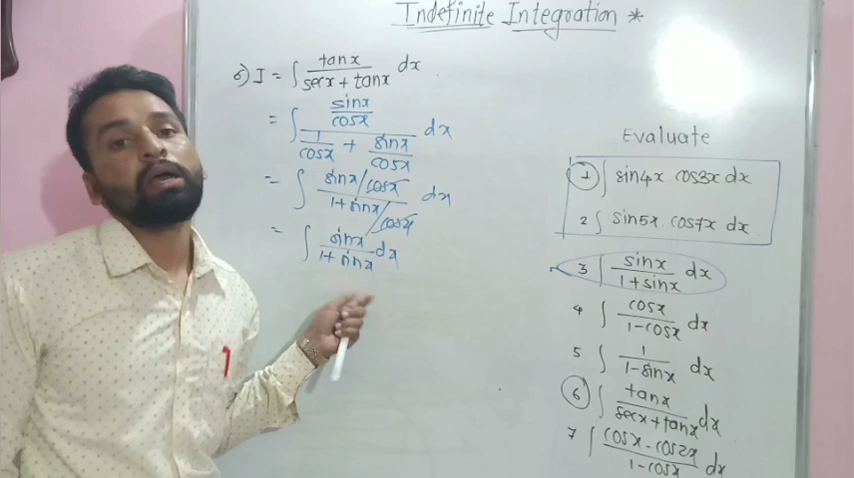 Indefinite Integration *
6) I = ∫ tanx / (secx + tanx) dx
= ∫ (sinx/cosx) / (1/cosx + sinx/cosx) dx
= ∫ (sinx/cosx) / (1+sinx/cosx) dx
= ∫ sinx / (1+sinx) dx
Evaluate
1 ∫ sin4x cos3x dx
2 ∫ sin5x . cos7x dx
3 ∫ sinx / (1+sinx) dx
4 ∫ cosx / (1-cosx) dx
5 ∫ 1 / (1-sinx) dx
6 ∫ tanx / (secx+tanx) dx
7 ∫ (cosx - cos2x) / (1-cosx) dx